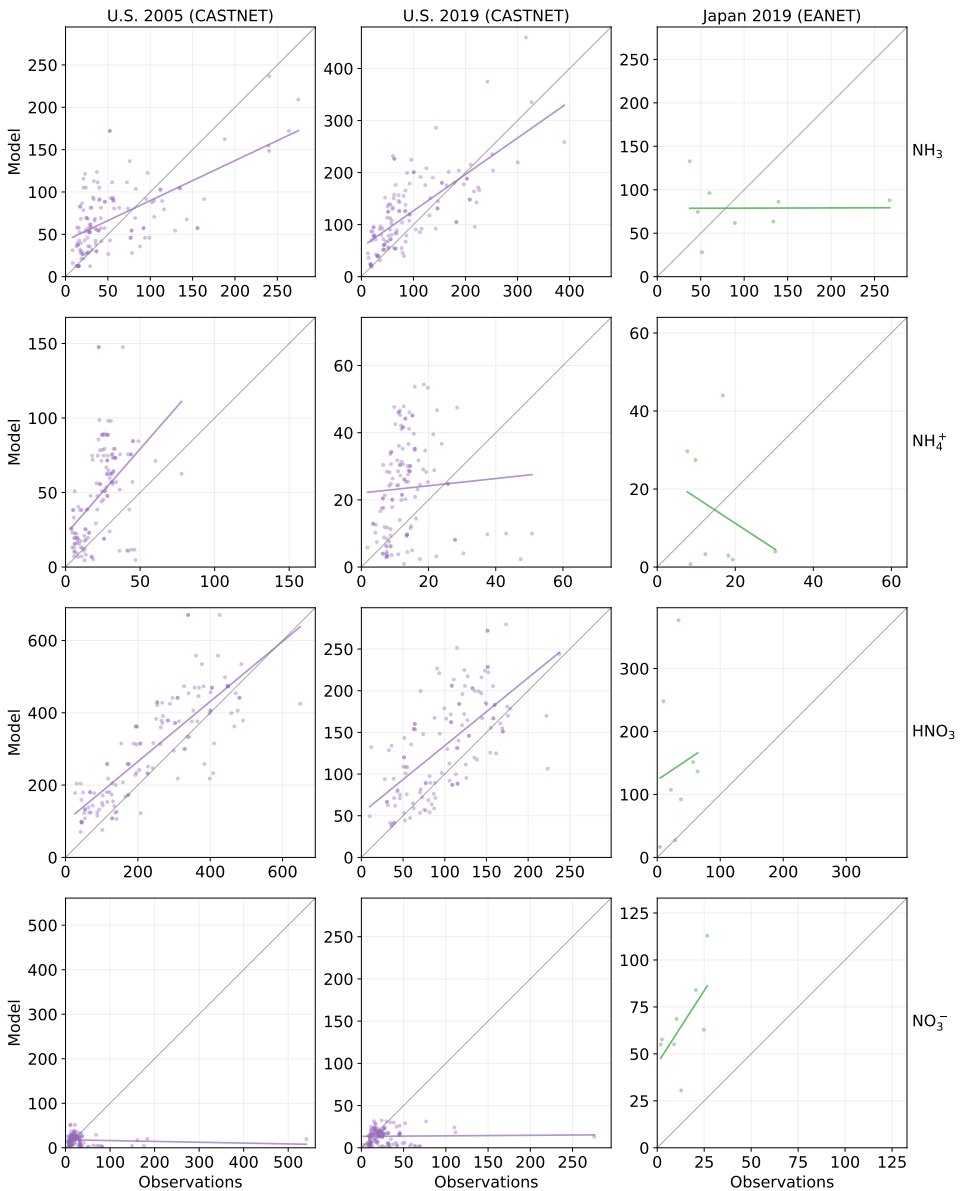 U.S. 2005 (CASTNET) U.S. 2019 (CASTNET) Japan 2019 (EANET)
Model
250
200
150
100
50
0
0 50 100 150 200 250
400
300
200
100
0
0 100 200 300 400
250
200
150
100
50
0
0 50 100 150 200 250
NH₃
Model
150
100
50
0
0 50 100 150
60
40
20
0
0 20 40 60
60
40
20
0
0 20 40 60
NH₄⁺
Model
600
400
200
0
0 200 400 600
250
200
150
100
50
0
0 50 100 150 200 250
300
200
100
0
0 100 200 300
HNO₃
Model
500
400
300
200
100
0
0 100 200 300 400 500
Observations
250
200
150
100
50
0
0 50 100 150 200 250
Observations
125
100
75
50
25
0
0 25 50 75 100 125
Observations
NO₃⁻